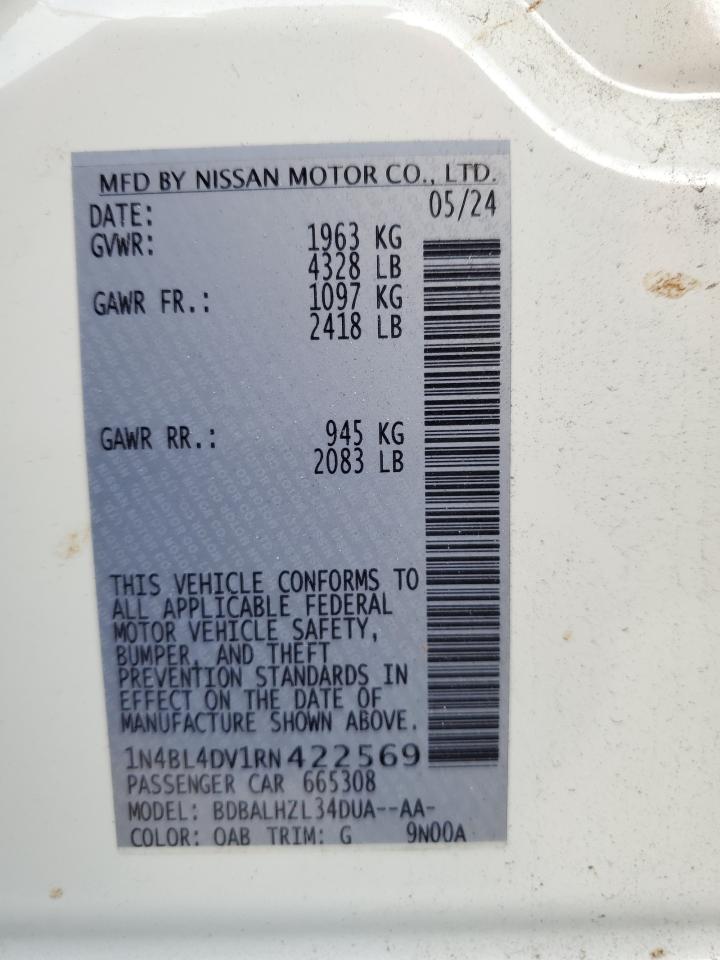 MFD BY NISSAN MOTOR CO., LTD.
DATE: 05/24
GVWR: 1963 KG
4328 LB
GAWR FR.: 1097 KG
2418 LB
GAWR RR.: 945 KG
2083 LB
THIS VEHICLE CONFORMS TO
ALL APPLICABLE FEDERAL
MOTOR VEHICLE SAFETY,
BUMPER, AND THEFT
PREVENTION STANDARDS IN
EFFECT ON THE DATE OF
MANUFACTURE SHOWN ABOVE.
1N4BL4DV1RN422569
PASSENGER CAR 665308
MODEL: BDBALHZL34DUA--AA-
COLOR: QAB TRIM: G 9N00A